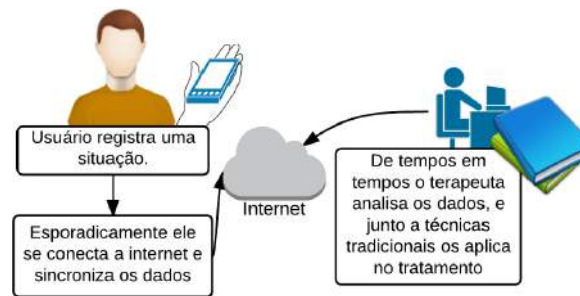 Usuário registra uma
situação.
Esporadicamente ele
se conecta a internet e
sincroniza os dados
Internet
De tempos em
tempos o terapeuta
analisa os dados, e
junto a técnicas
tradicionais os aplica
no tratamento